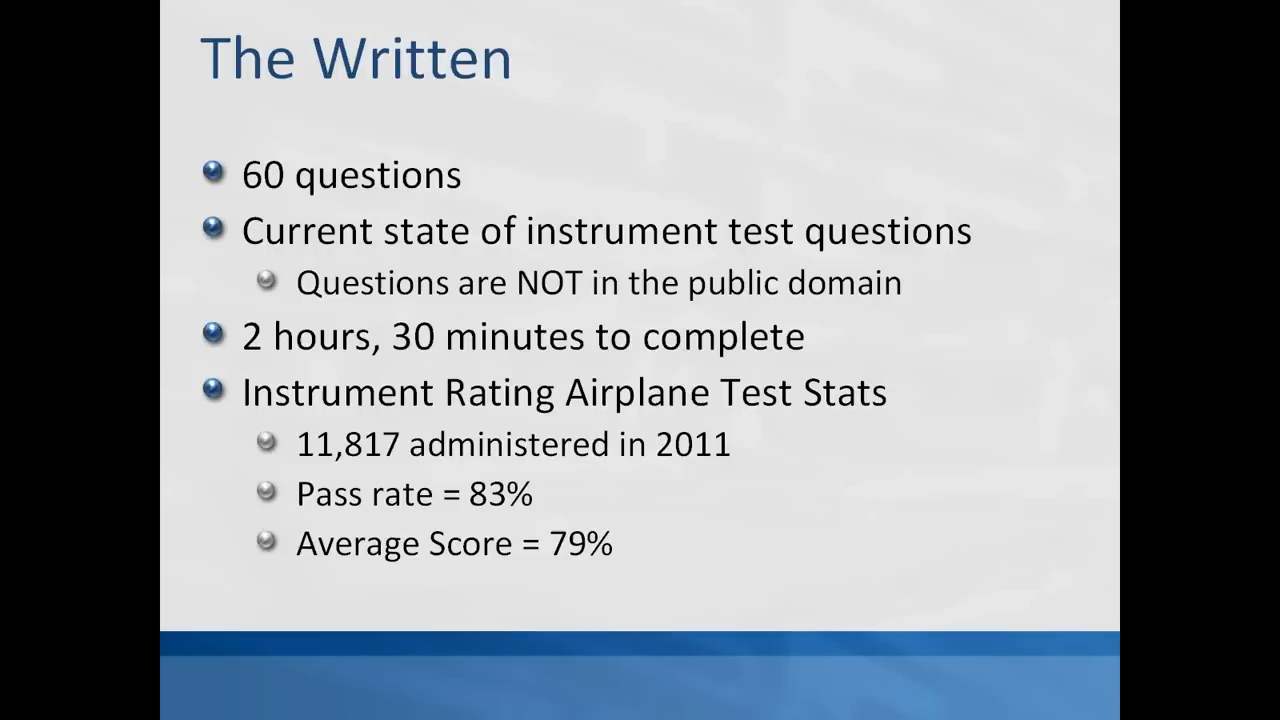 The Written
60 questions
Current state of instrument test questions
Questions are NOT in the public domain
2 hours, 30 minutes to complete
Instrument Rating Airplane Test Stats
11,817 administered in 2011
Pass rate = 83%
Average Score = 79%